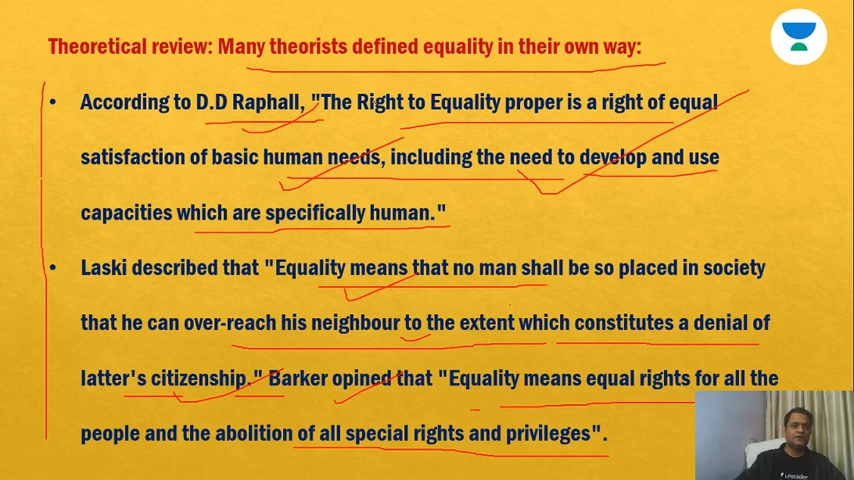 Theoretical review: Many theorists defined equality in their own way:
• According to D.D Raphall, "The Right to Equality proper is a right of equal
satisfaction of basic human needs, including the need to develop and use
capacities which are specifically human."
• Laski described that "Equality means that no man shall be so placed in society
that he can over-reach his neighbour to the extent which constitutes a denial of
latter's citizenship." Barker opined that "Equality means equal rights for all the
people and the abolition of all special rights and privileges".